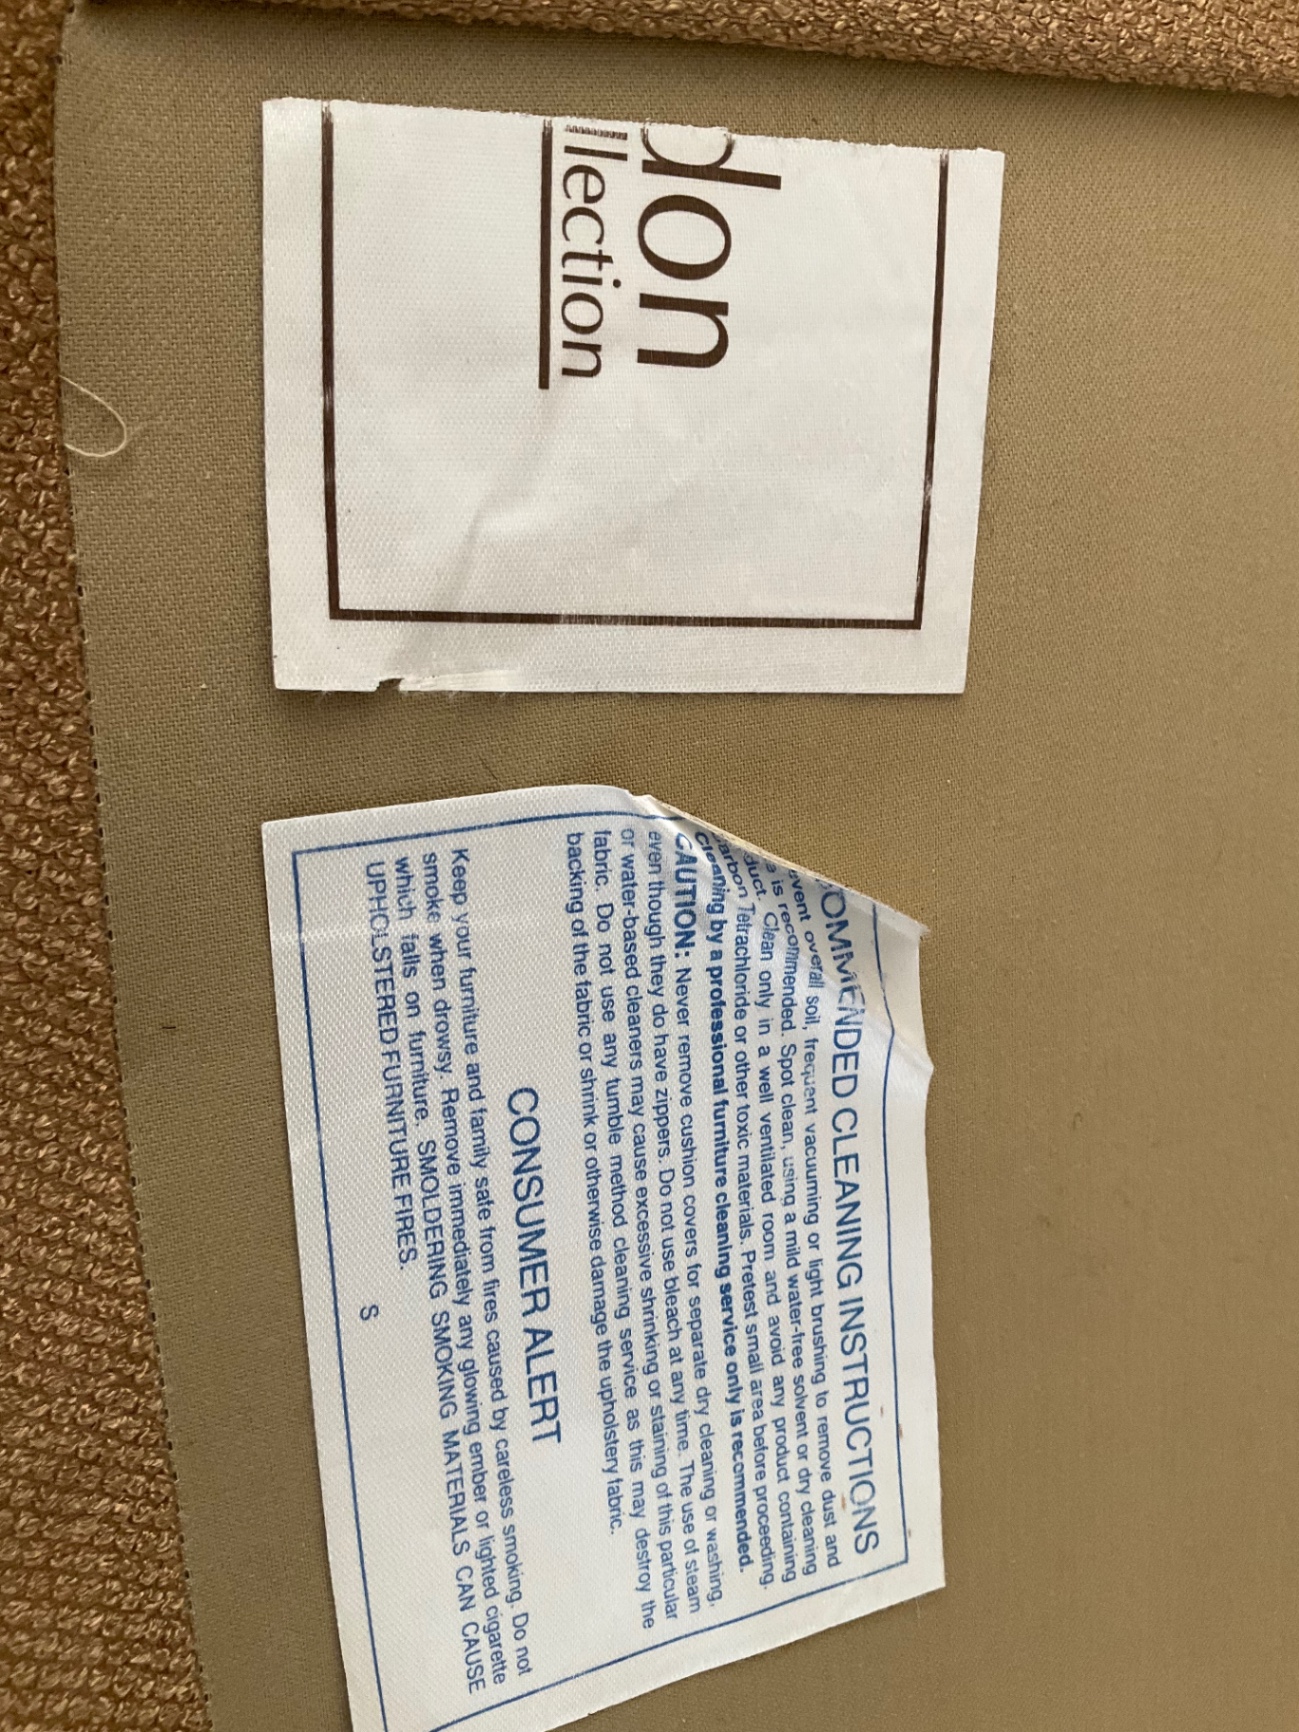 don
llection
COMMENDED CLEANING INSTRUCTIONS
event overall soil, frequent vacuuming or light brushing to remove dust and
is recommended. Spot clean, using a mild water-free solvent or dry cleaning
duct. Clean only in a well ventilated room and avoid any product containing
arbon Tetrachloride or other toxic materials. Pretest small area before proceeding.
Cleaning by a professional furniture cleaning service only is recommended.
CAUTION: Never remove cushion covers for separate dry cleaning or washing,
even though they do have zippers. Do not use bleach at any time. The use of steam
or water-based cleaners may cause excessive shrinking or staining of this particular
fabric. Do not use any tumble method cleaning service as this may destroy the
backing of the fabric or shrink or otherwise damage the upholstery fabric.
CONSUMER ALERT
Keep your furniture and family safe from fires caused by careless smoking. Do not
smoke when drowsy. Remove immediately any glowing ember or lighted cigarette
which falls on furniture. SMOLDERING SMOKING MATERIALS CAN CAUSE
UPHOLSTERED FURNITURE FIRES.
S